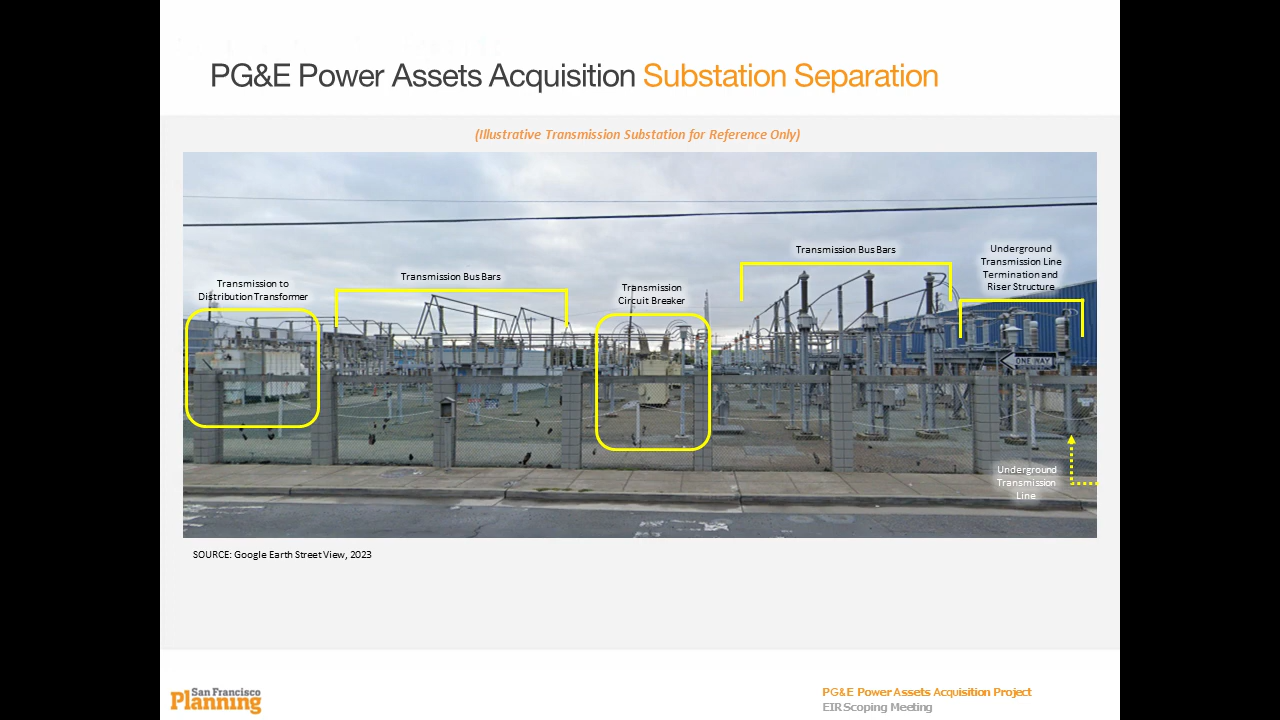 PG&E Power Assets Acquisition Substation Separation
(Illustrative Transmission Substation for Reference Only)
Transmission to
Distribution Transformer
Transmission Bus Bars
Transmission
Circuit Breaker
Transmission Bus Bars
Underground
Transmission Line
Termination and
Riser Structure
ONE WAY
Underground
Transmission
Line
SOURCE: Google Earth Street View, 2023
San Francisco
Planning
PG&E Power Assets Acquisition Project
EIR Scoping Meeting